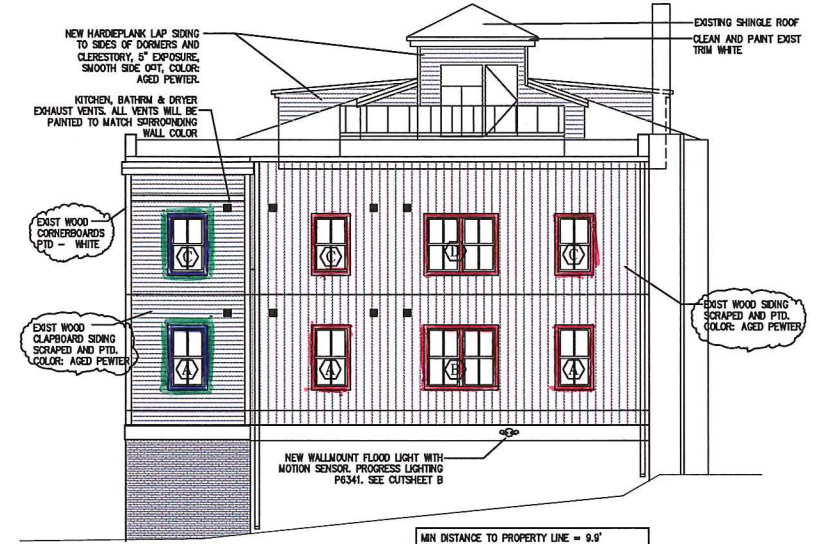 NEW HARDIEPLANK LAP SIDING
TO SIDES OF DORMERS AND
CLERESTORY, 5" EXPOSURE,
SMOOTH SIDE OUT, COLOR:
AGED PEWTER.
EXISTING SHINGLE ROOF
CLEAN AND PAINT EXIST
TRIM WHITE
KITCHEN, BATHRM & DRYER
EXHAUST VENTS. ALL VENTS WILL BE
PAINTED TO MATCH SURROUNDING
WALL COLOR
EXIST WOOD
CORNERBOARDS
PTD - WHITE
C
C
D
C
EXIST WOOD
CLAPBOARD SIDING
SCRAPED AND PTD.
COLOR: AGED PEWTER
EXIST WOOD SIDING
SCRAPED AND PTD.
COLOR: AGED PEWTER
A
A
B
A
NEW WALLMOUNT FLOOD LIGHT WITH
MOTION SENSOR. PROGRESS LIGHTING
P6341. SEE CUTSHEET B
MIN DISTANCE TO PROPERTY LINE = 9.9'